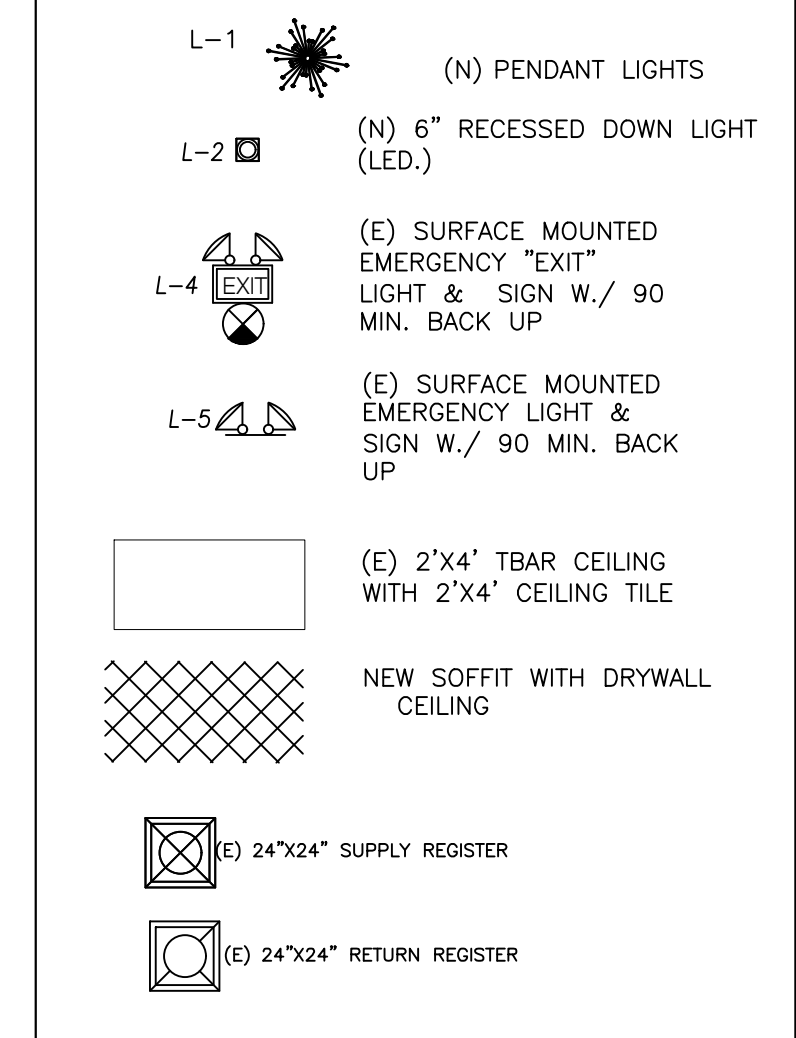 L-1
(N) PENDANT LIGHTS
L-2
(N) 6" RECESSED DOWN LIGHT
(LED.)
L-4
EXIT
(E) SURFACE MOUNTED
EMERGENCY "EXIT"
LIGHT & SIGN W./ 90
MIN. BACK UP
L-5
(E) SURFACE MOUNTED
EMERGENCY LIGHT &
SIGN W./ 90 MIN. BACK
UP
(E) 2'X4' TBAR CEILING
WITH 2'X4' CEILING TILE
NEW SOFFIT WITH DRYWALL
CEILING
(E) 24"X24" SUPPLY REGISTER
(E) 24"X24" RETURN REGISTER